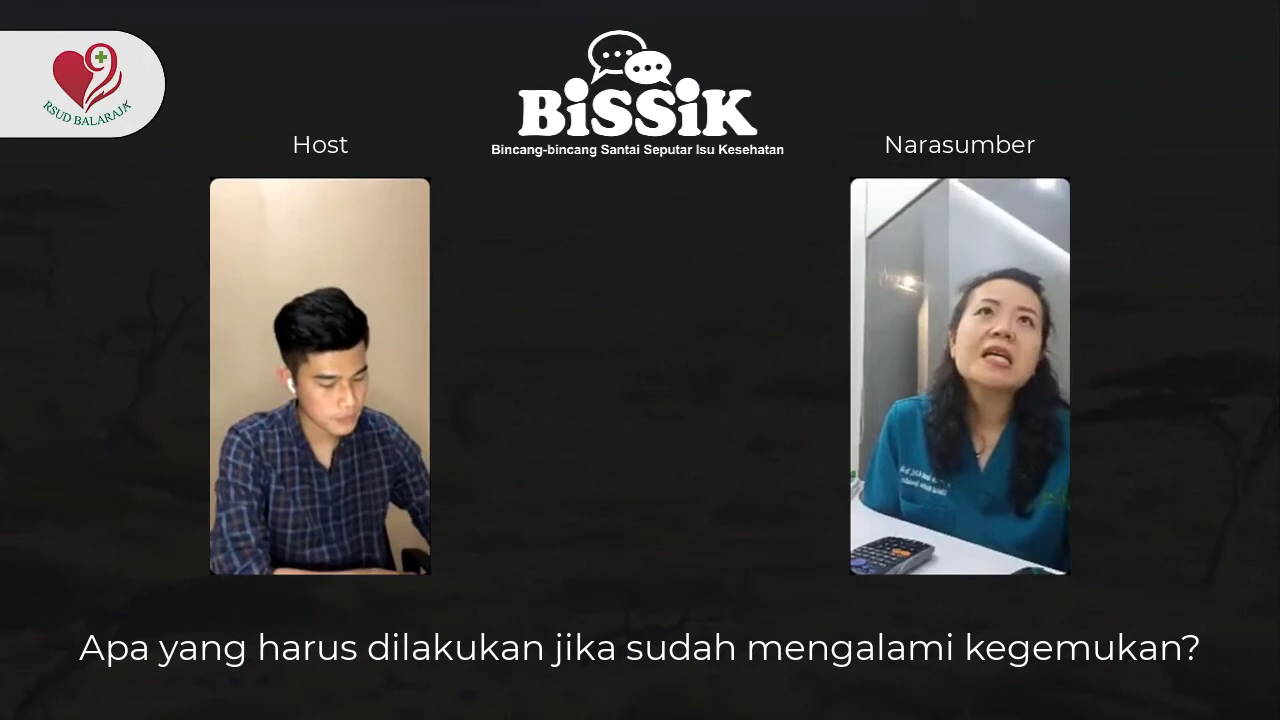 RSUD BALARAJA
BiSSiK
Bincang-bincang Santai Seputar Isu Kesehatan
Host
Narasumber
Apa yang harus dilakukan jika sudah mengalami kegemukan?